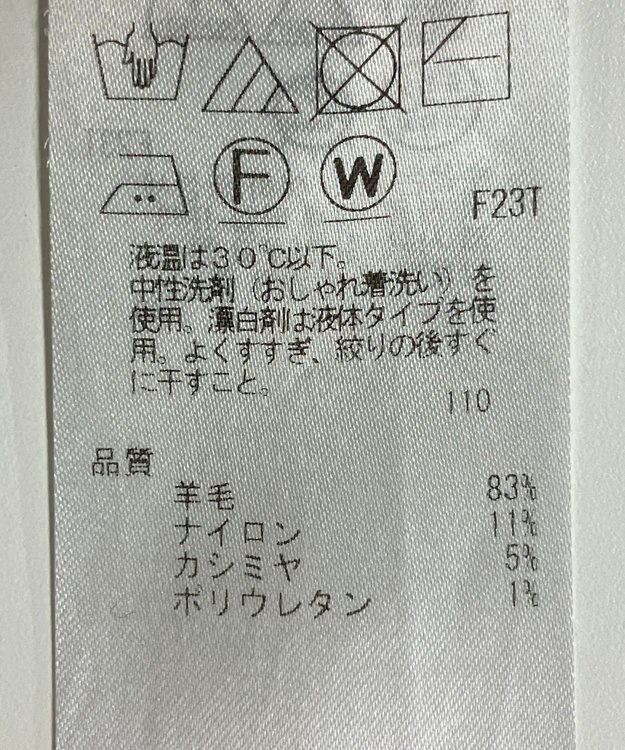 F
W
F23T
液温は30℃以下。
中性洗剤（おしゃれ着洗い）を
使用。漂白剤は液体タイプを使
用。よくすすぎ、絞りの後すぐ
に干すこと。
110
品質
羊毛 83%
ナイロン 11%
カシミヤ 5%
ポリウレタン 1%